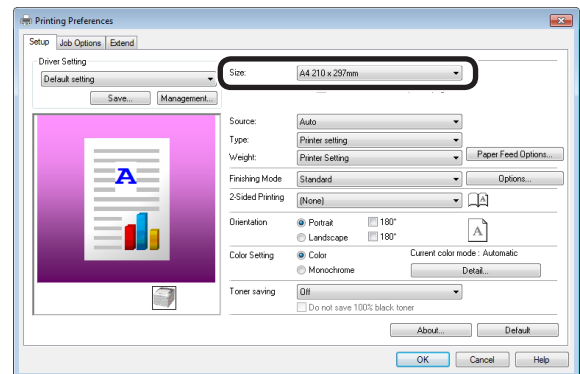 Printing Preferences
Setup Job Options Extend
Driver Setting
Default setting
Save... Management...
Size: A4 210 x 297mm
Source: Auto
Type: Printer setting
Weight: Printer Setting Paper Feed Options...
Finishing Mode Standard Options...
2-Sided Printing (None) A
Orientation Portrait 180°
Landscape 180° A
Color Setting Color Current color mode : Automatic
Monochrome Detail...
Toner saving Off
Do not save 100% black toner
A
About... Default
OK Cancel Help